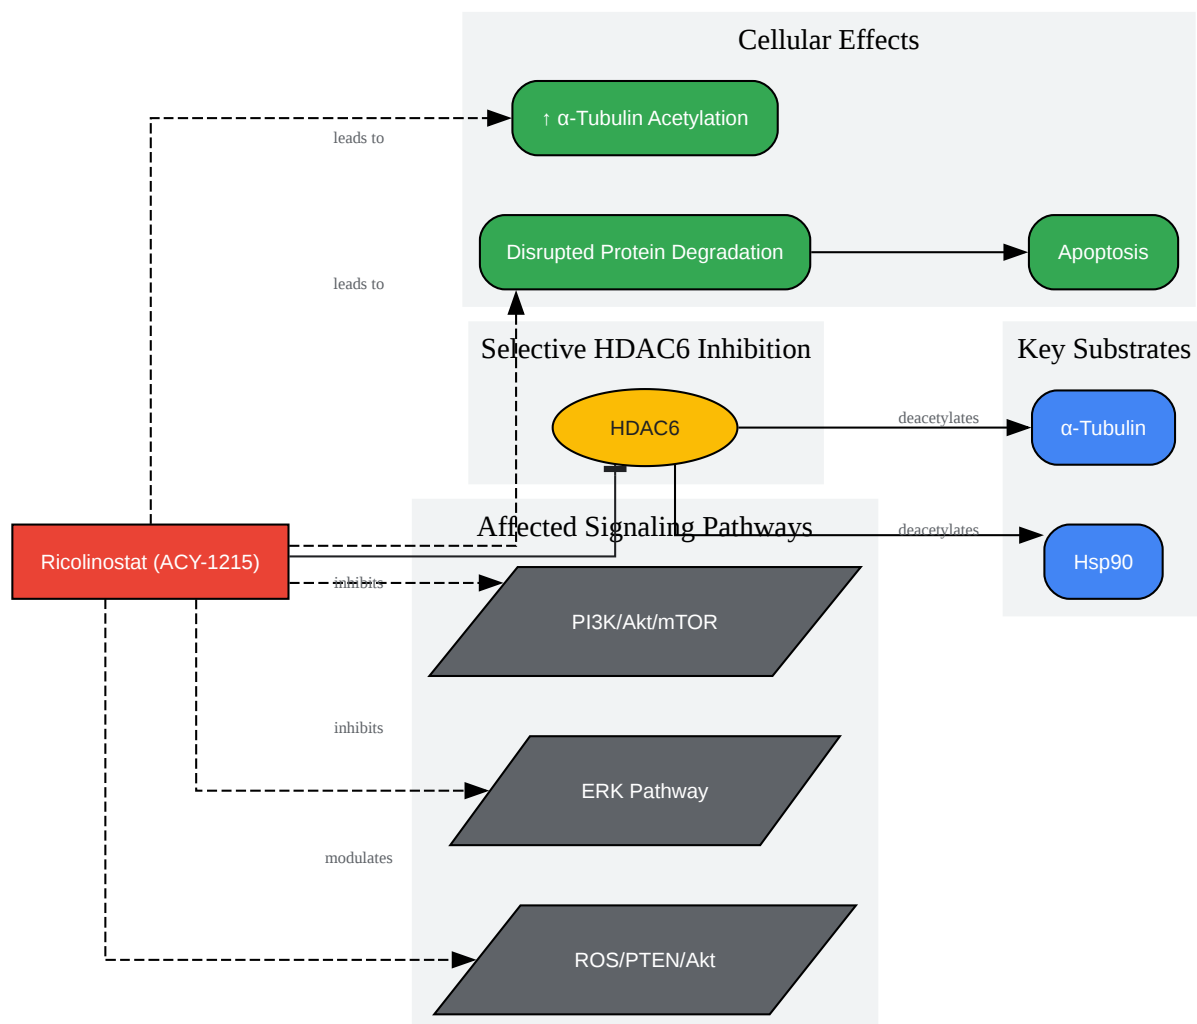 Cellular Effects
↑ α-Tubulin Acetylation
leads to
Disrupted Protein Degradation
Apoptosis
leads to
Selective HDAC6 Inhibition
Key Substrates
HDAC6
deacetylates
α-Tubulin
Affected Signaling Pathways
deacetylates
Ricolinostat (ACY-1215)
Hsp90
inhibits
PI3K/Akt/mTOR
inhibits
ERK Pathway
modulates
ROS/PTEN/Akt